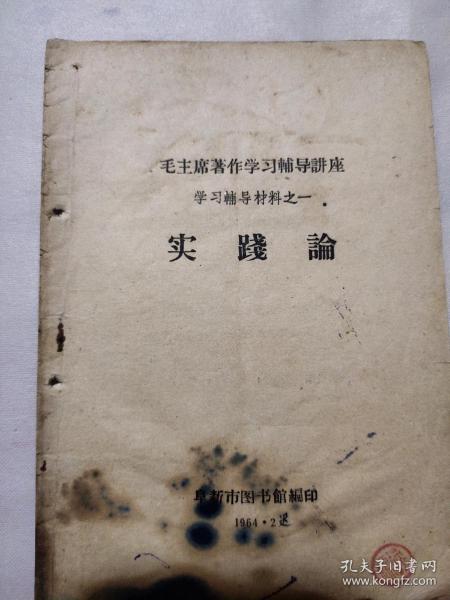 毛主席著作学习輔导講座
学习輔导材料之一
实踐論
阜新市图书館編印
1964·2
孔夫子旧书网
www.kongfz.com